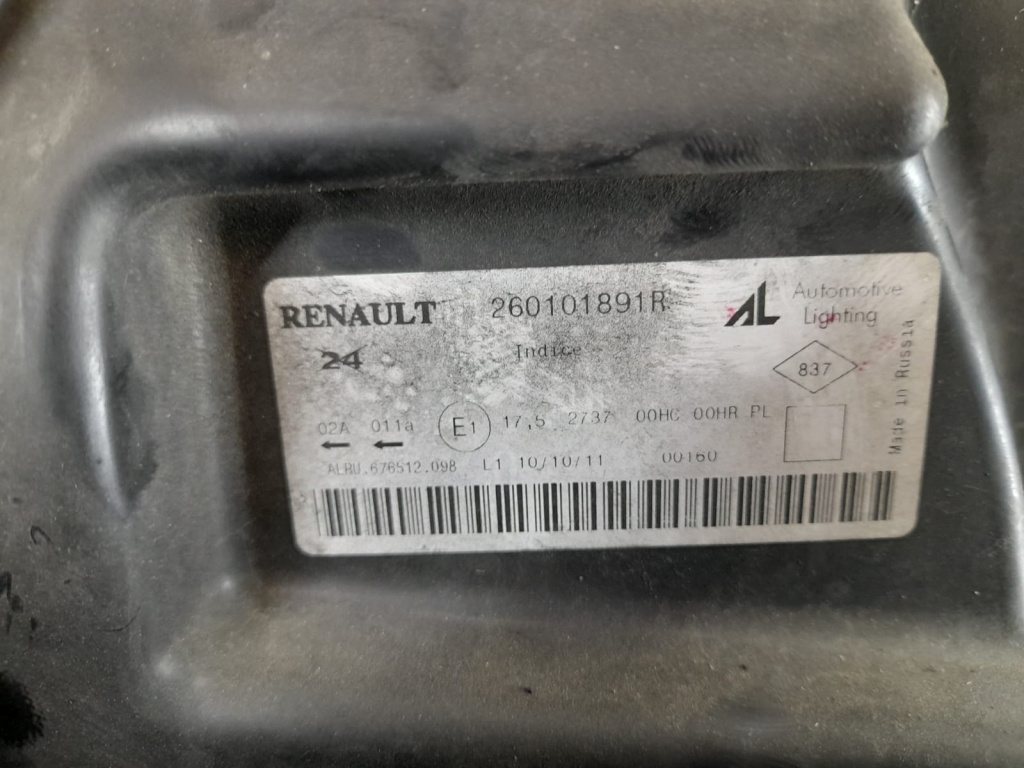 RENAULT 260101891R AL Automotive Lighting
24 Indice 837
02A 011a E1 17,5 2737 00HC 00HR PL
ALRU.676512.098 L1 10/10/11 00160
Made in Russia